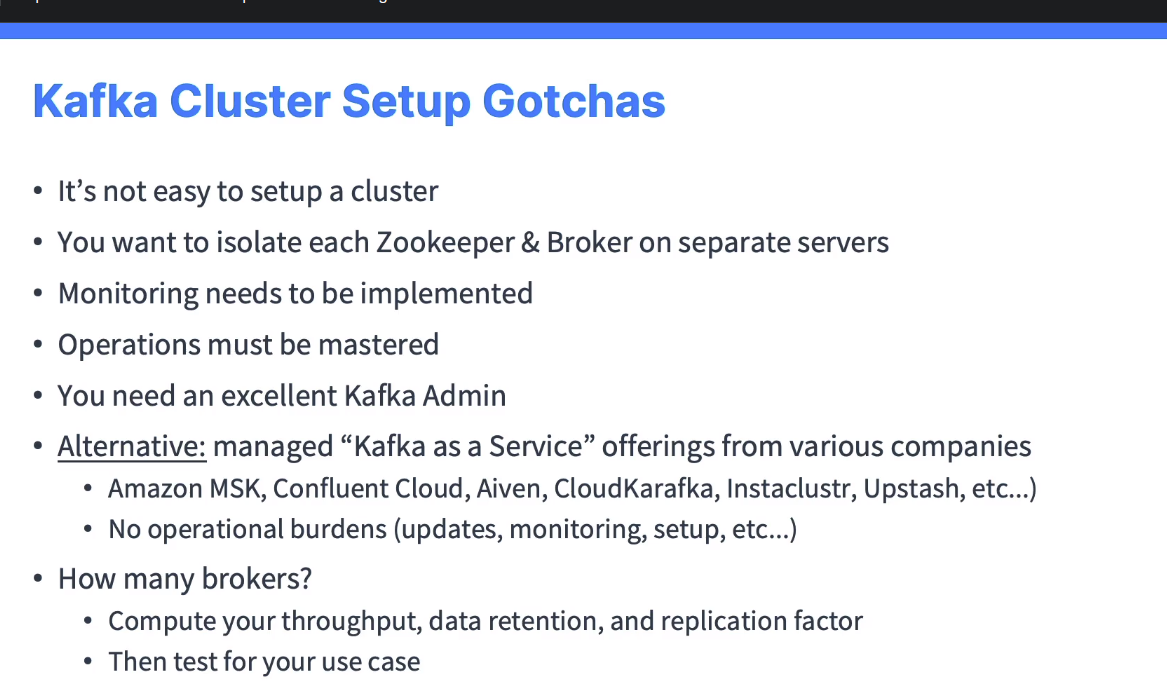 Kafka Cluster Setup Gotchas
• It’s not easy to setup a cluster
• You want to isolate each Zookeeper & Broker on separate servers
• Monitoring needs to be implemented
• Operations must be mastered
• You need an excellent Kafka Admin
• Alternative: managed “Kafka as a Service” offerings from various companies
• Amazon MSK, Confluent Cloud, Aiven, CloudKarafka, Instaclustr, Upstash, etc...)
• No operational burdens (updates, monitoring, setup, etc...)
• How many brokers?
• Compute your throughput, data retention, and replication factor
• Then test for your use case